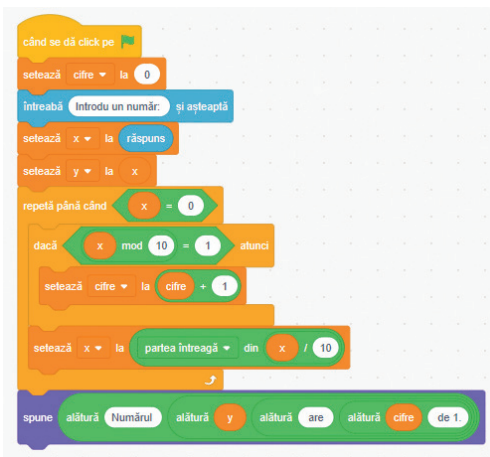 când se dă click pe
setează cifre la 0
întreabă Introdu un număr: și așteaptă
setează x la răspuns
setează y la x
repetă până când x = 0
dacă x mod 10 = 1 atunci
setează cifre la cifre + 1
setează x la partea întreagă din x / 10
spune alătură Numărul alătură y alătură are alătură cifre de 1.